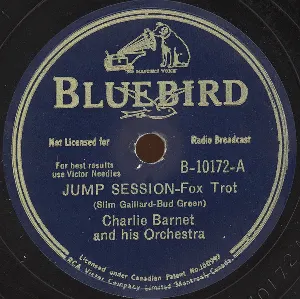 "HIS MASTER'S VOICE"
BLUEBIRD
Not Licensed for Radio Broadcast
For best results use Victor Needles
B-10172-A
JUMP SESSION-Fox Trot
(Slim Gaillard-Bud Green)
Charlie Barnet
and his Orchestra
Licensed under Canadian Patent No.
RCA Victor Company Limited Montreal-Canada